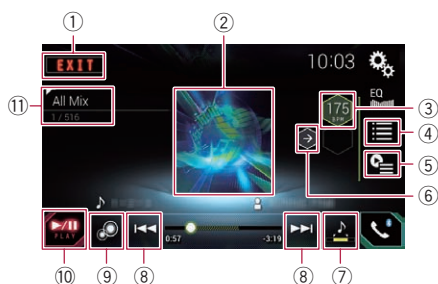 ① ②
EXIT
10:03
EQ
⑪
All Mix
1 / 516
175
BPM
③
④
⑤
⑥
PLAY
0:57
-3:19
⑩ ⑨ ⑧ ⑧ ⑦